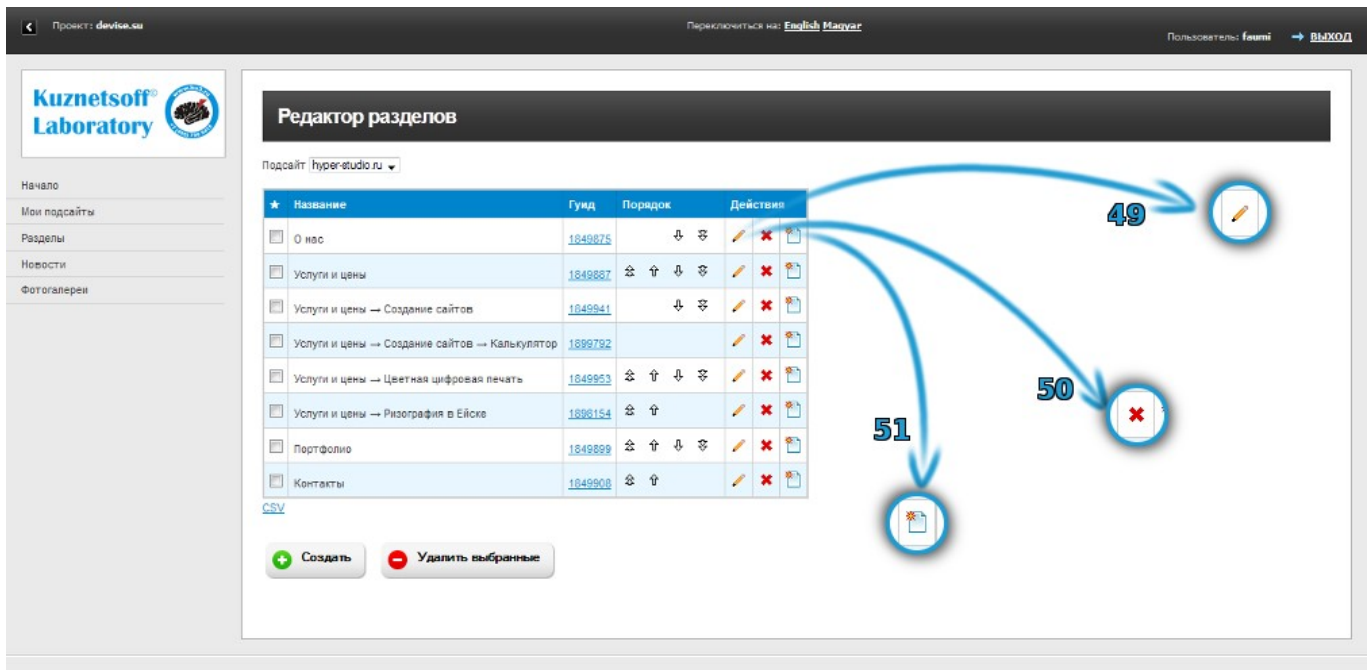 Проект: devise.su
Переключиться на: English Magyar
Пользователь: faumi → ВЫХОД
Kuznetsoff©
Laboratory
Начало
Мои подсайты
Разделы
Новости
Фотогалереи
Редактор разделов
Подсайт hyper-studio.ru
★ Название Гуид Порядок Действия
О нас 1849875
Услуги и цены 1849887
Услуги и цены → Создание сайтов 1849941
Услуги и цены → Создание сайтов → Калькулятор 1899792
Услуги и цены → Цветная цифровая печать 1849953
Услуги и цены → Ризография в Ейске 1898154
Портфолио 1849899
Контакты 1849908
CSV
Создать Удалить выбранные
49
50
51